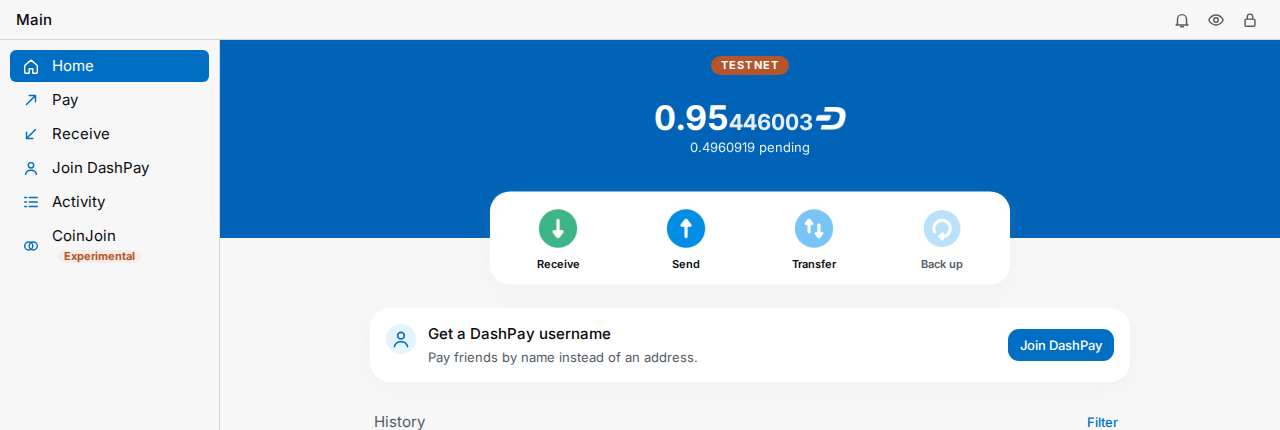 Main
Home
Pay
Receive
Join DashPay
Activity
CoinJoin
Experimental
TESTNET
0.95446003
0.4960919 pending
Receive
Send
Transfer
Back up
Get a DashPay username
Pay friends by name instead of an address.
Join DashPay
History
Filter